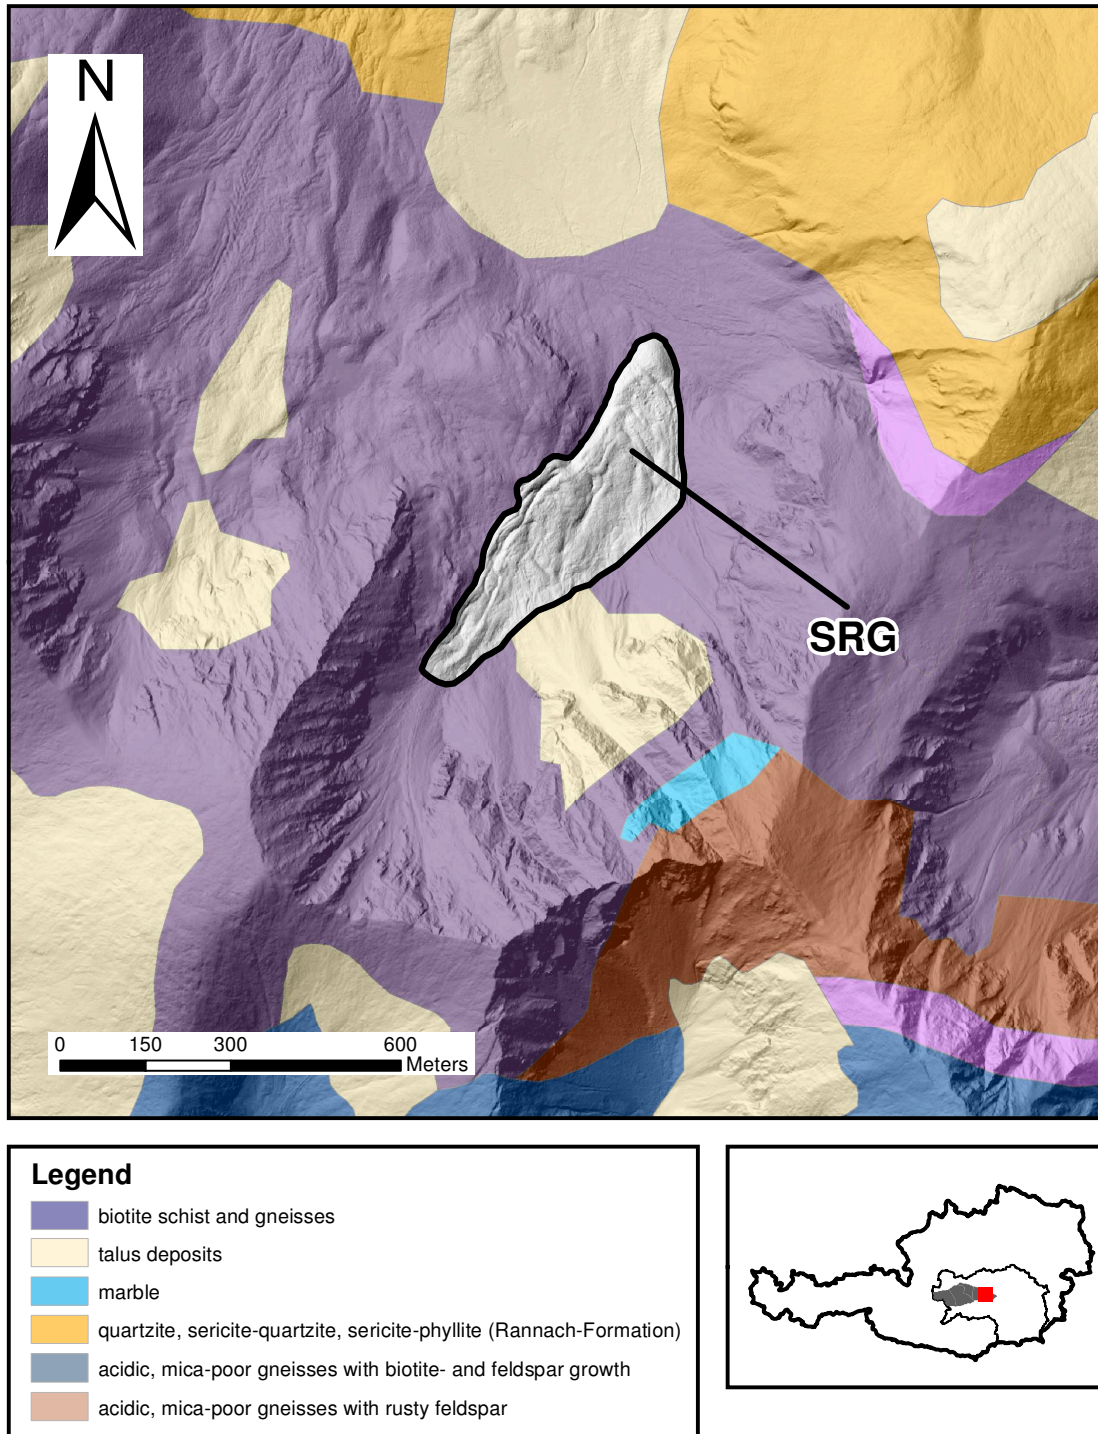 N
SRG
0 150 300 600
Meters
Legend
biotite schist and gneisses
talus deposits
marble
quartzite, sericite-quartzite, sericite-phyllite (Rannach-Formation)
acidic, mica-poor gneisses with biotite- and feldspar growth
acidic, mica-poor gneisses with rusty feldspar